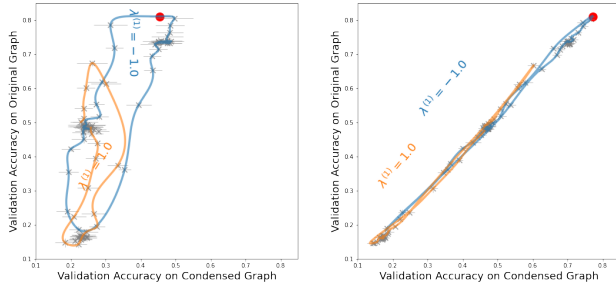 Validation Accuracy on Original Graph
0.8
0.7
0.6
0.5
0.4
0.3
0.2
0.1
λ⁽¹⁾ = −1.0
λ⁽¹⁾ = 1.0
0.1 0.2 0.3 0.4 0.5 0.6 0.7 0.8
Validation Accuracy on Condensed Graph
Validation Accuracy on Original Graph
0.8
0.7
0.6
0.5
0.4
0.3
0.2
0.1
λ⁽¹⁾ = −1.0
λ⁽¹⁾ = 1.0
0.1 0.2 0.3 0.4 0.5 0.6 0.7 0.8
Validation Accuracy on Condensed Graph